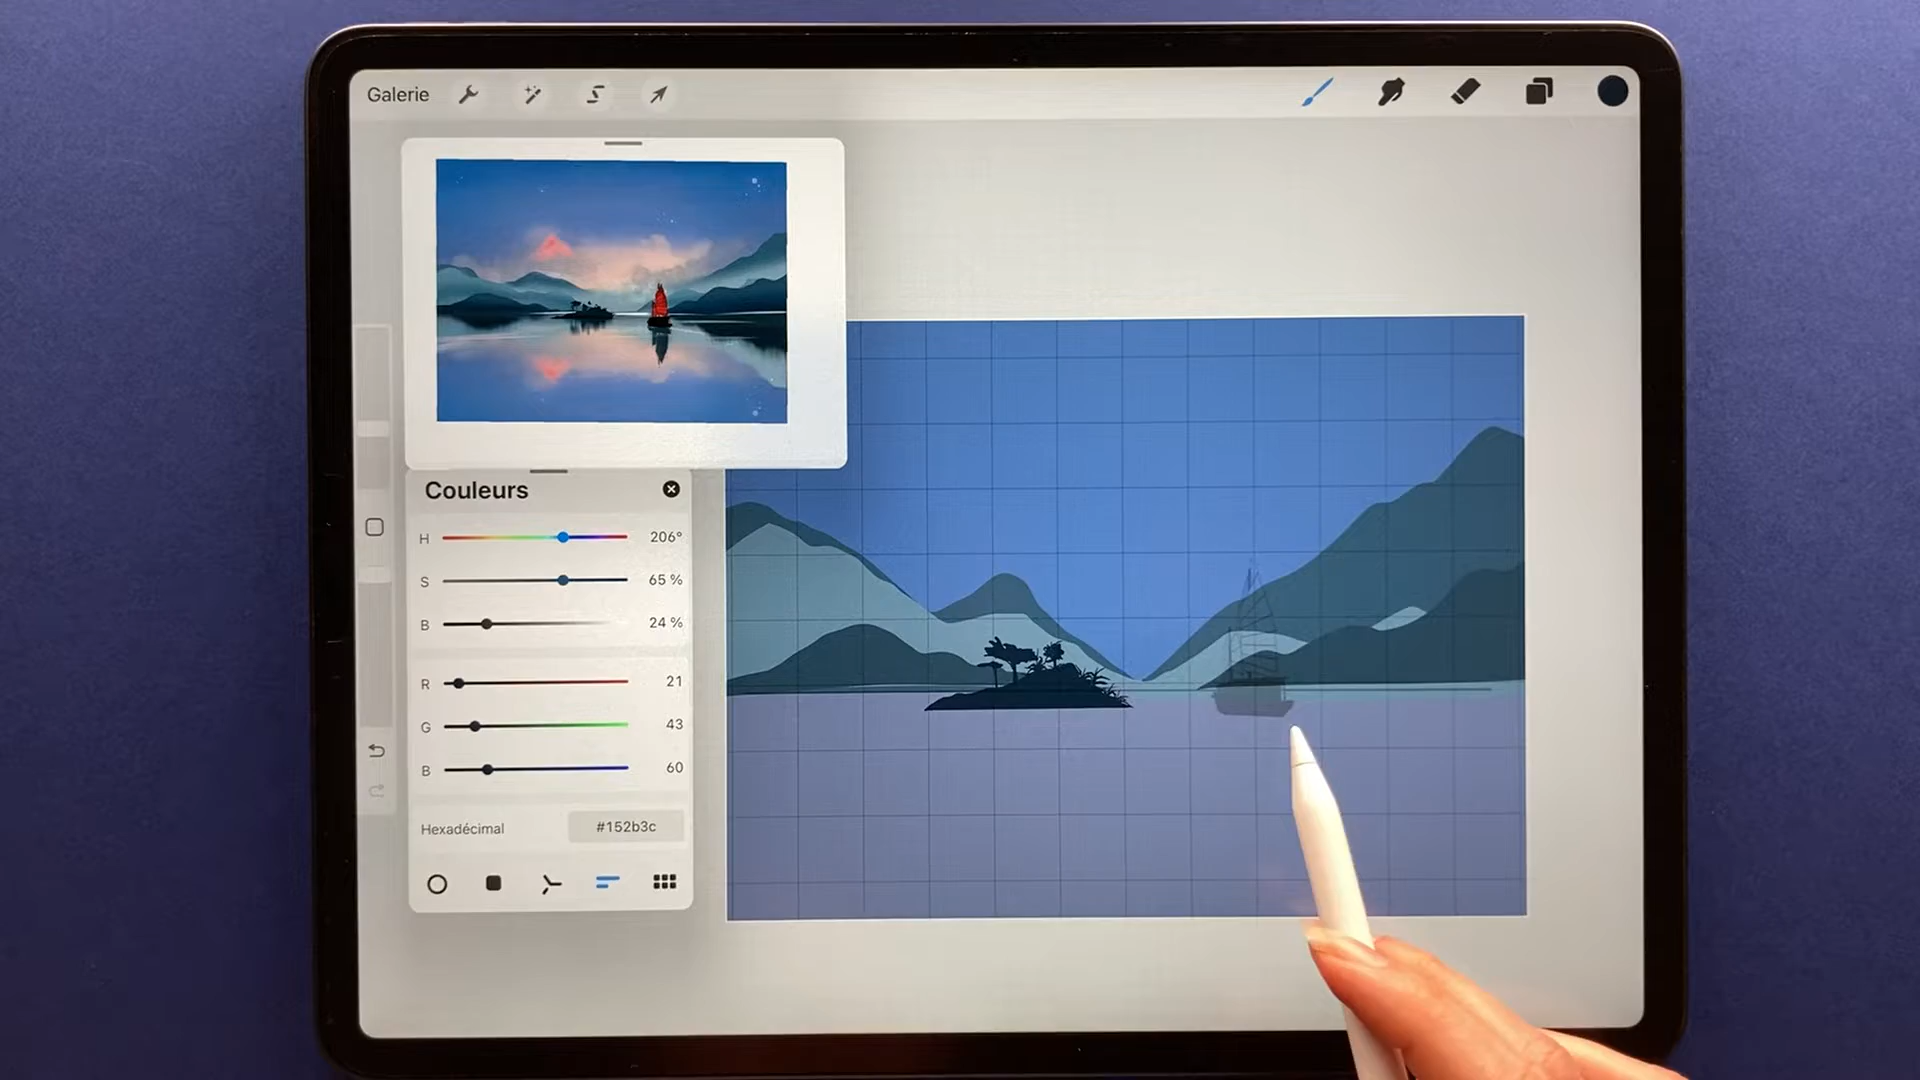 Galerie
Couleurs
H 206°
S 65 %
B 24 %
R 21
G 43
B 60
Hexadécimal #152b3c